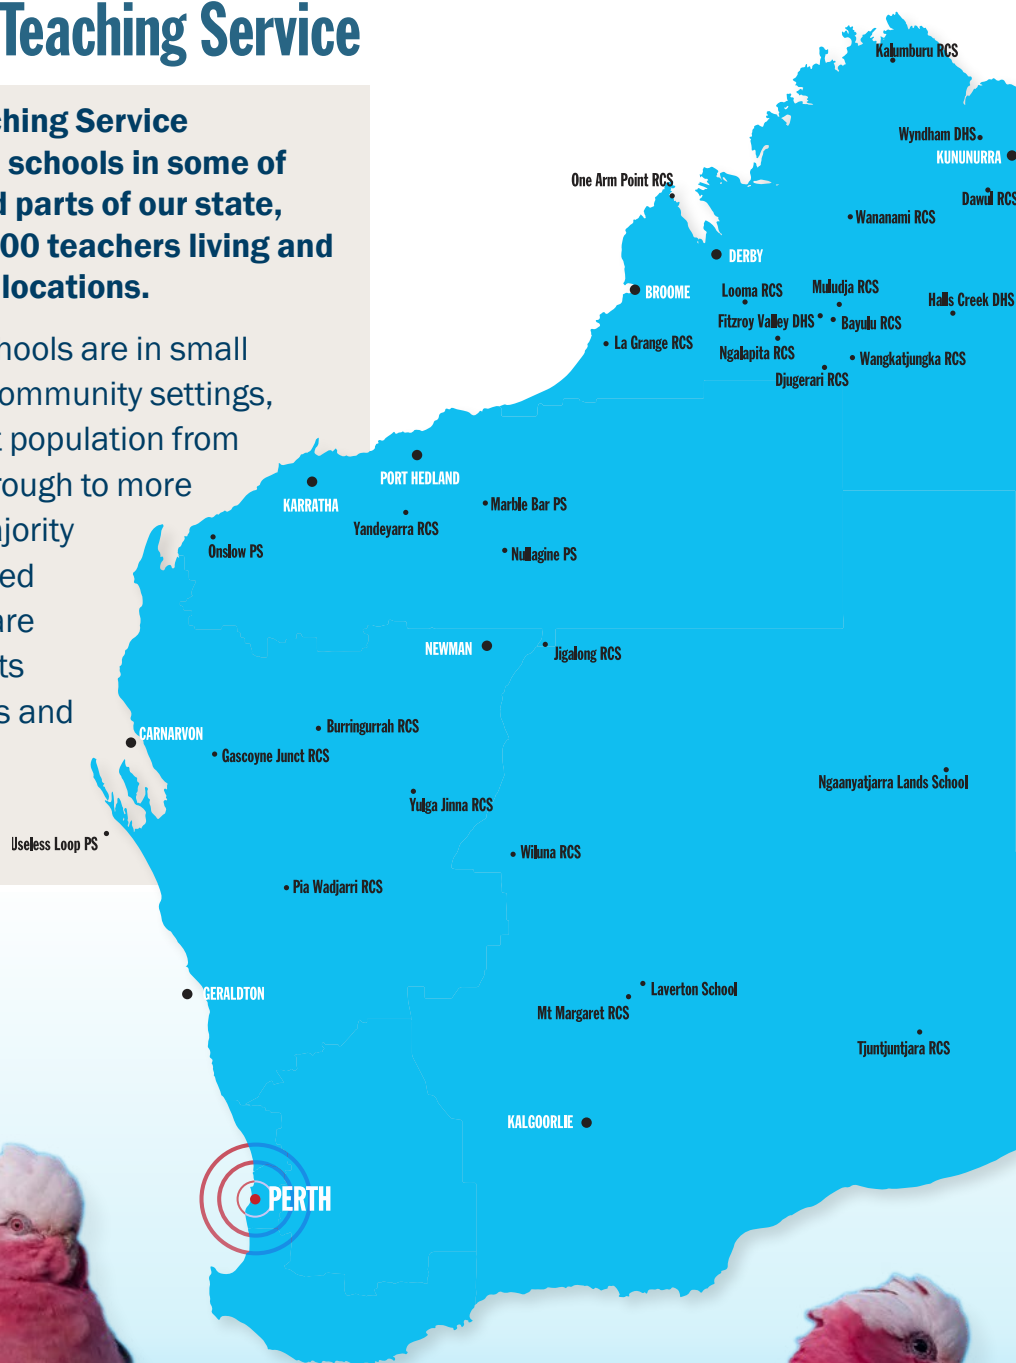 Teaching Service
ching Service
schools in some of
d parts of our state,
00 teachers living and
locations.
hools are in small
ommunity settings,
t population from
rough to more
jority
ed
are
ts
s and
Kalumburu RCS
Wyndham DHS
KUNUNURRA
One Arm Point RCS
Dawul RCS
Wananami RCS
DERBY
BROOME
Looma RCS
Muludja RCS
Halls Creek DHS
Fitzroy Valley DHS
Bayulu RCS
La Grange RCS
Ngalapita RCS
Wangkatjungka RCS
Djugerari RCS
PORT HEDLAND
KARRATHA
Marble Bar PS
Yandeyarra RCS
Onslow PS
Nullagine PS
NEWMAN
Jigalong RCS
Burringurrah RCS
CARNARVON
Gascoyne Junct RCS
Ngaanyatjarra Lands School
Yulga Jinna RCS
Useless Loop PS
Wiluna RCS
Pia Wadjarri RCS
GERALDTON
Laverton School
Mt Margaret RCS
Tjuntjuntjara RCS
KALGOORLIE
PERTH